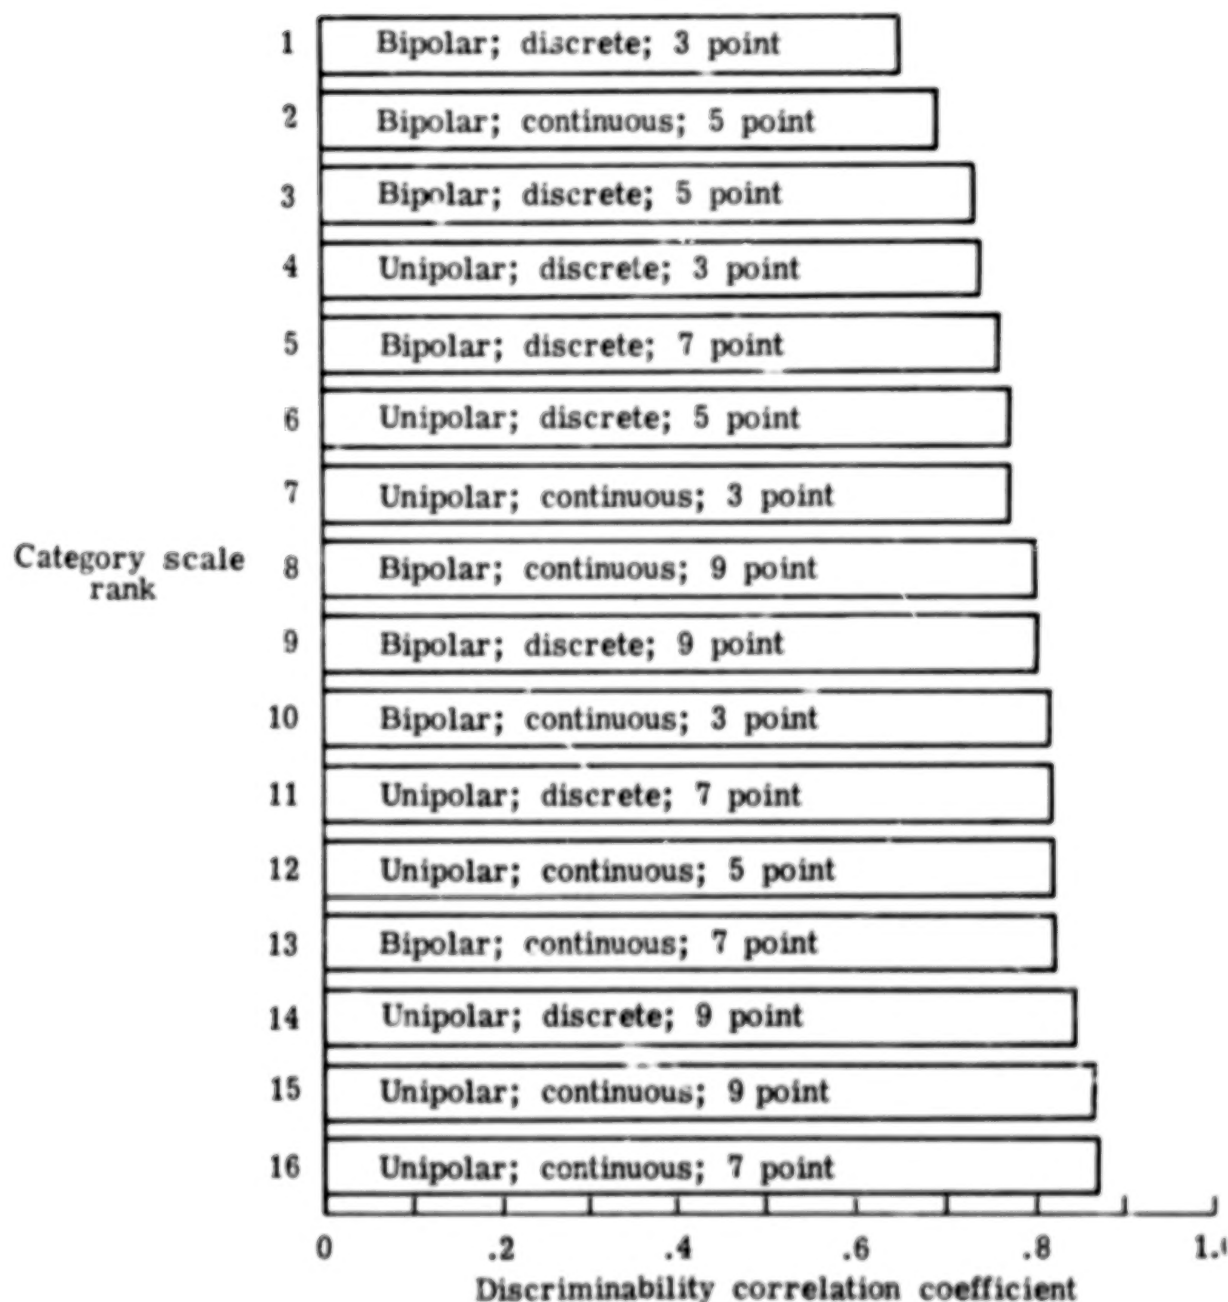 1 Bipolar; discrete; 3 point
2 Bipolar; continuous; 5 point
3 Bipolar; discrete; 5 point
4 Unipolar; discrete; 3 point
5 Bipolar; discrete; 7 point
6 Unipolar; discrete; 5 point
7 Unipolar; continuous; 3 point
Category scale
rank
8 Bipolar; continuous; 9 point
9 Bipolar; discrete; 9 point
10 Bipolar; continuous; 3 point
11 Unipolar; discrete; 7 point
12 Unipolar; continuous; 5 point
13 Bipolar; continuous; 7 point
14 Unipolar; discrete; 9 point
15 Unipolar; continuous; 9 point
16 Unipolar; continuous; 7 point
0 .2 .4 .6 .8
Discriminability correlation coefficient